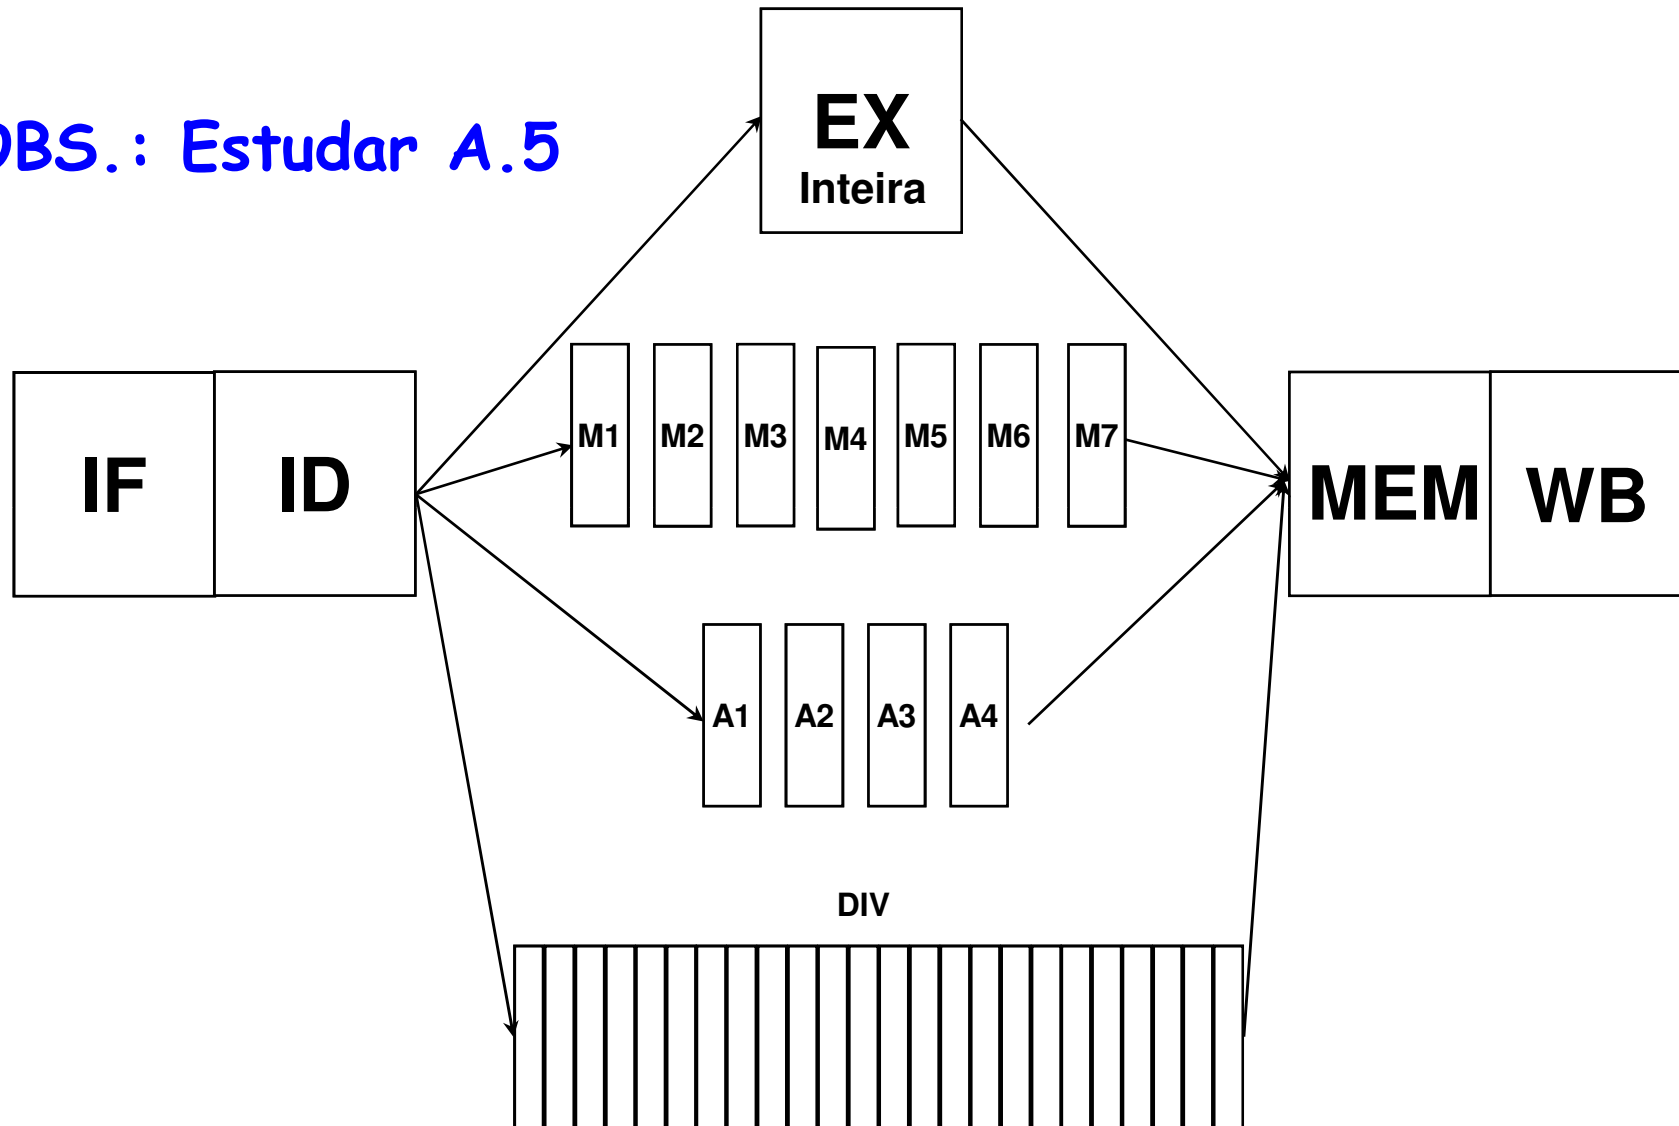 OBS.: Estudar A.5
EX
Inteira
IF ID
M1 M2 M3 M4 M5 M6 M7
MEM WB
A1 A2 A3 A4
DIV